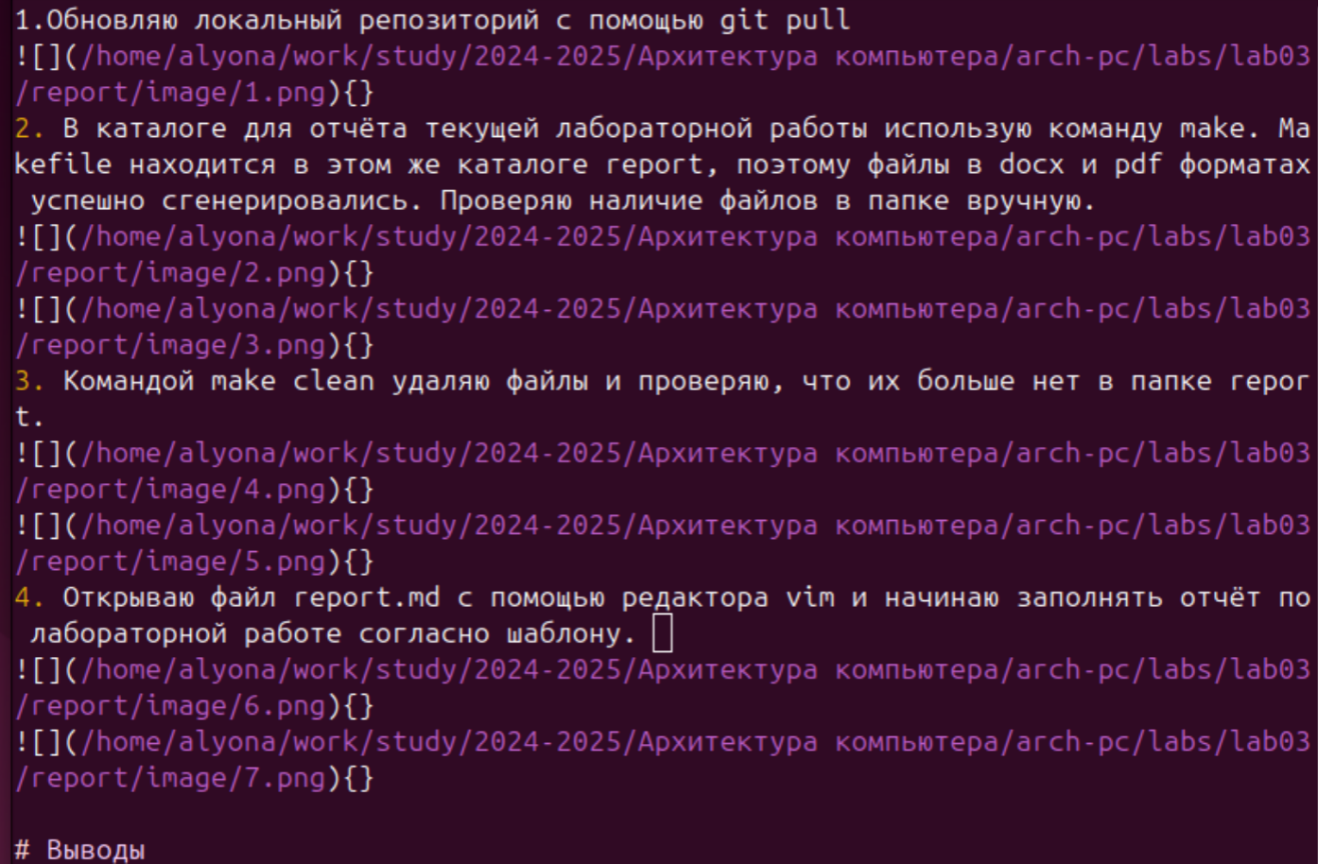 1.Обновляю локальный репозиторий с помощью git pull
![](/home/alyona/work/study/2024-2025/Архитектура компьютера/arch-pc/labs/lab03
/report/image/1.png){}
2. В каталоге для отчёта текущей лабораторной работы использую команду make. Ma
kefile находится в этом же каталоге report, поэтому файлы в docx и pdf форматах
 успешно сгенерировались. Проверяю наличие файлов в папке вручную.
![](/home/alyona/work/study/2024-2025/Архитектура компьютера/arch-pc/labs/lab03
/report/image/2.png){}
![](/home/alyona/work/study/2024-2025/Архитектура компьютера/arch-pc/labs/lab03
/report/image/3.png){}
3. Командой make clean удаляю файлы и проверяю, что их больше нет в папке repor
t.
![](/home/alyona/work/study/2024-2025/Архитектура компьютера/arch-pc/labs/lab03
/report/image/4.png){}
![](/home/alyona/work/study/2024-2025/Архитектура компьютера/arch-pc/labs/lab03
/report/image/5.png){}
4. Открываю файл report.md с помощью редактора vim и начинаю заполнять отчёт по
 лабораторной работе согласно шаблону.
![](/home/alyona/work/study/2024-2025/Архитектура компьютера/arch-pc/labs/lab03
/report/image/6.png){}
![](/home/alyona/work/study/2024-2025/Архитектура компьютера/arch-pc/labs/lab03
/report/image/7.png){}
# Выводы